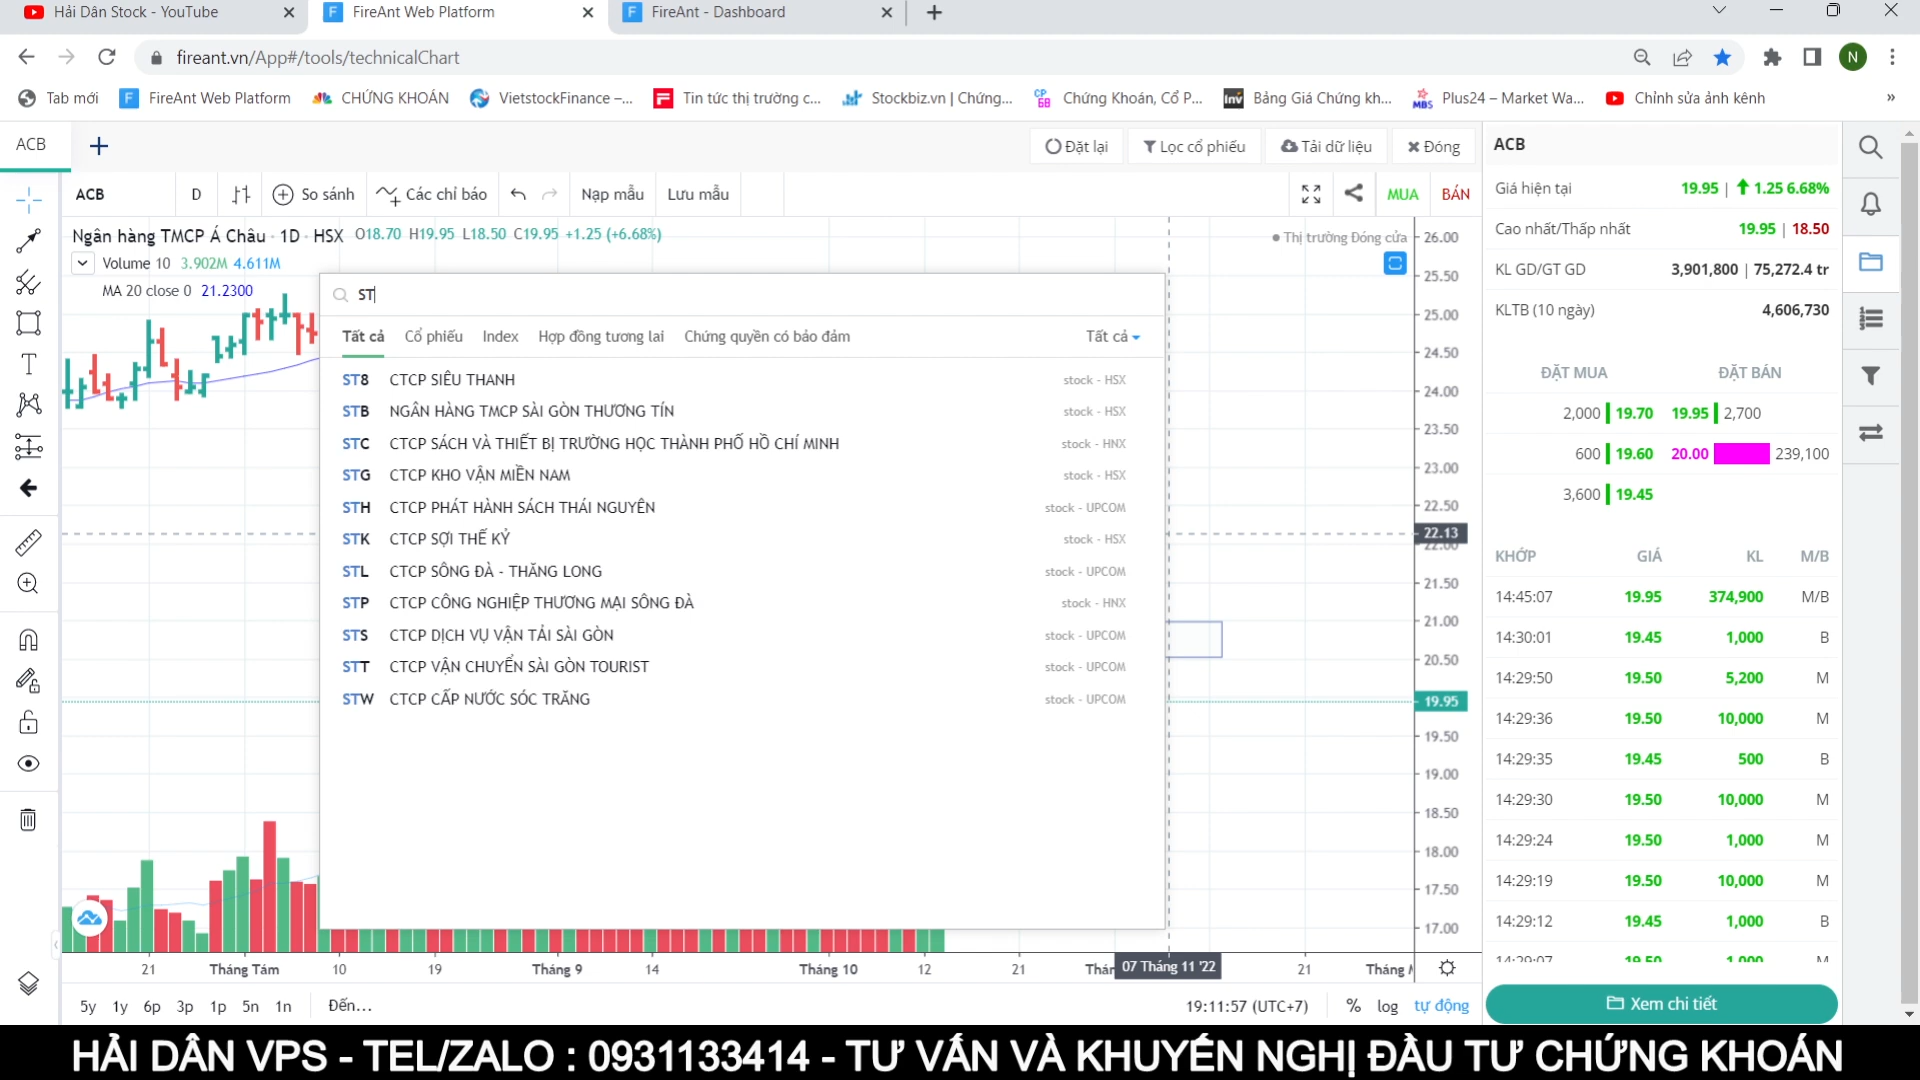 Hải Dân Stock - YouTube
FireAnt Web Platform
FireAnt - Dashboard
fireant.vn/App#/tools/technicalChart
N
Tab mới
FireAnt Web Platform
CHỨNG KHOÁN
VietstockFinance –...
Tin tức thị trường c...
Stockbiz.vn | Chứng...
Chứng Khoán, Cổ P...
Bảng Giá Chứng kh...
Plus24 – Market Wa...
Chỉnh sửa ảnh kênh
»
ACB
Đặt lại
Lọc cổ phiếu
Tải dữ liệu
Đóng
ACB
D
So sánh
Các chỉ báo
Nạp mẫu
Lưu mẫu
MUA
BÁN
Ngân hàng TMCP Á Châu · 1D · HSX O18.70 H19.95 L18.50 C19.95 +1.25 (+6.68%)
Thị trường Đóng cửa
Volume 10 3.902M 4.611M
MA 20 close 0 21.2300
ST
Tất cả Cổ phiếu Index Hợp đồng tương lai Chứng quyền có bảo đảm Tất cả
ST8 CTCP SIÊU THANH stock - HSX
STB NGÂN HÀNG TMCP SÀI GÒN THƯƠNG TÍN stock - HSX
STC CTCP SÁCH VÀ THIẾT BỊ TRƯỜNG HỌC THÀNH PHỐ HỒ CHÍ MINH stock - HNX
STG CTCP KHO VẬN MIỀN NAM stock - HSX
STH CTCP PHÁT HÀNH SÁCH THÁI NGUYÊN stock - UPCOM
STK CTCP SỢI THẾ KỶ stock - HSX
STL CTCP SÔNG ĐÀ - THĂNG LONG stock - UPCOM
STP CTCP CÔNG NGHIỆP THƯƠNG MẠI SÔNG ĐÀ stock - HNX
STS CTCP DỊCH VỤ VẬN TẢI SÀI GÒN stock - UPCOM
STT CTCP VẬN CHUYỂN SÀI GÒN TOURIST stock - UPCOM
STW CTCP CẤP NƯỚC SÓC TRĂNG stock - UPCOM
26.00
25.50
25.00
24.50
24.00
23.50
23.00
22.50
22.13
22.00
21.50
21.00
20.50
19.95
19.50
19.00
18.50
18.00
17.50
17.00
21 Tháng Tám 10 19 Tháng 9 14 Tháng 10 12 21 07 Tháng 11 '22 21
5y 1y 6p 3p 1p 5n 1n Đến...
19:11:57 (UTC+7) % log tự động
ACB
Giá hiện tại 19.95 | 1.25 6.68%
Cao nhất/Thấp nhất 19.95 | 18.50
KL GD/GT GD 3,901,800 | 75,272.4 tr
KLTB (10 ngày) 4,606,730
ĐẶT MUA ĐẶT BÁN
2,000 19.70 19.95 2,700
600 19.60 20.00 239,100
3,600 19.45
KHỚP GIÁ KL M/B
14:45:07 19.95 374,900 M/B
14:30:01 19.45 1,000 B
14:29:50 19.50 5,200 M
14:29:36 19.50 10,000 M
14:29:35 19.45 500 B
14:29:30 19.50 10,000 M
14:29:24 19.50 1,000 M
14:29:19 19.50 10,000 M
14:29:12 19.45 1,000 B
14:29:07 19.50 1,000 M
Xem chi tiết
HẢI DÂN VPS - TEL/ZALO : 0931133414 - TƯ VẤN VÀ KHUYẾN NGHỊ ĐẦU TƯ CHỨNG KHOÁN